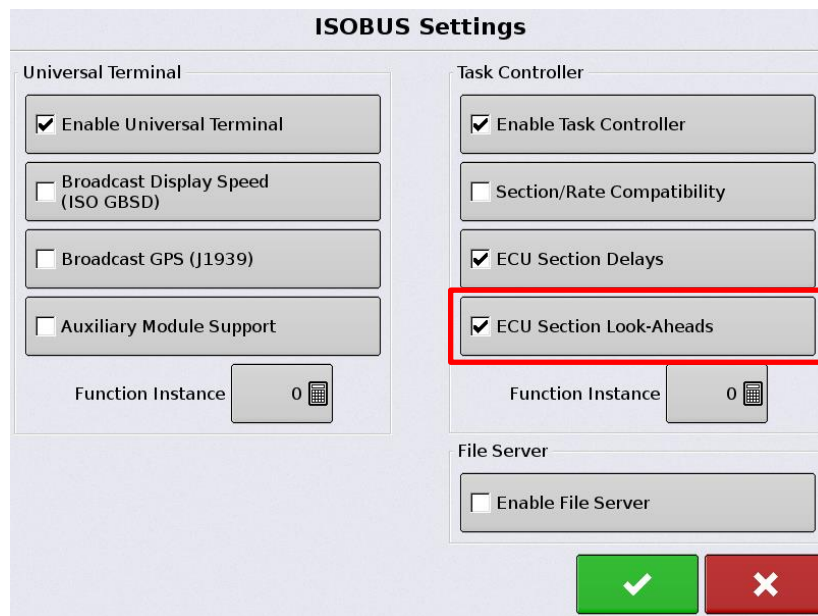 ISOBUS Settings
Universal Terminal
Enable Universal Terminal
Broadcast Display Speed
(ISO GBSD)
Broadcast GPS (J1939)
Auxiliary Module Support
Function Instance 0
Task Controller
Enable Task Controller
Section/Rate Compatibility
ECU Section Delays
ECU Section Look-Aheads
Function Instance 0
File Server
Enable File Server